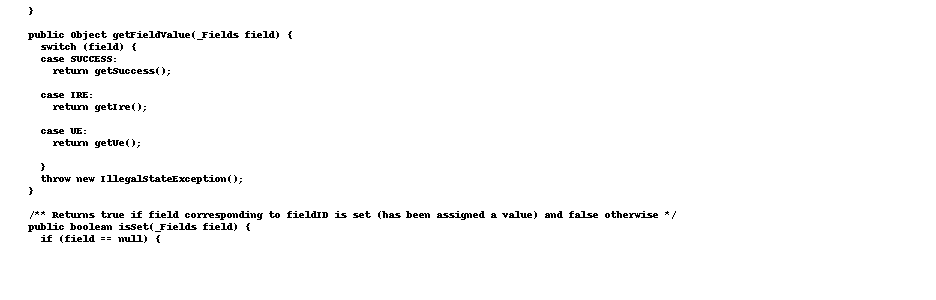 }
public Object getFieldValue(_Fields field) {
switch (field) {
case SUCCESS:
return getSuccess();
case IRE:
return getIre();
case UE:
return getUe();
}
throw new IllegalStateException();
}
/** Returns true if field corresponding to fieldID is set (has been assigned a value) and false otherwise */
public boolean isSet(_Fields field) {
if (field == null) {